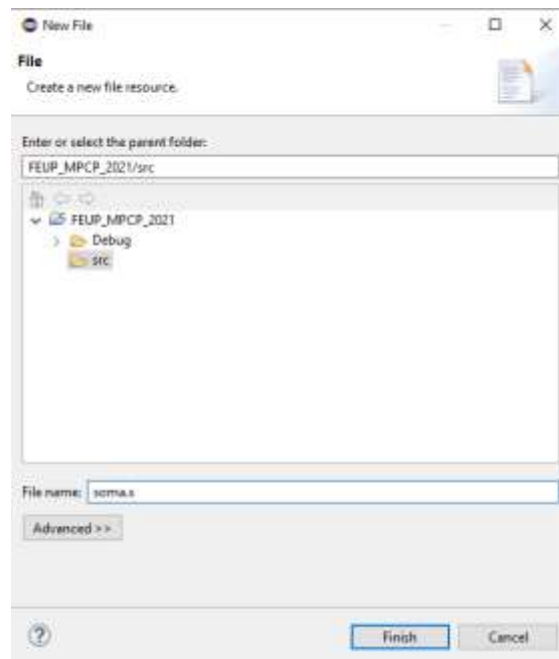 New File
File
Create a new file resource.
Enter or select the parent folder:
FEUP_MPCP_2021/src
FEUP_MPCP_2021
Debug
src
File name: soma.s
Advanced >>
Finish Cancel